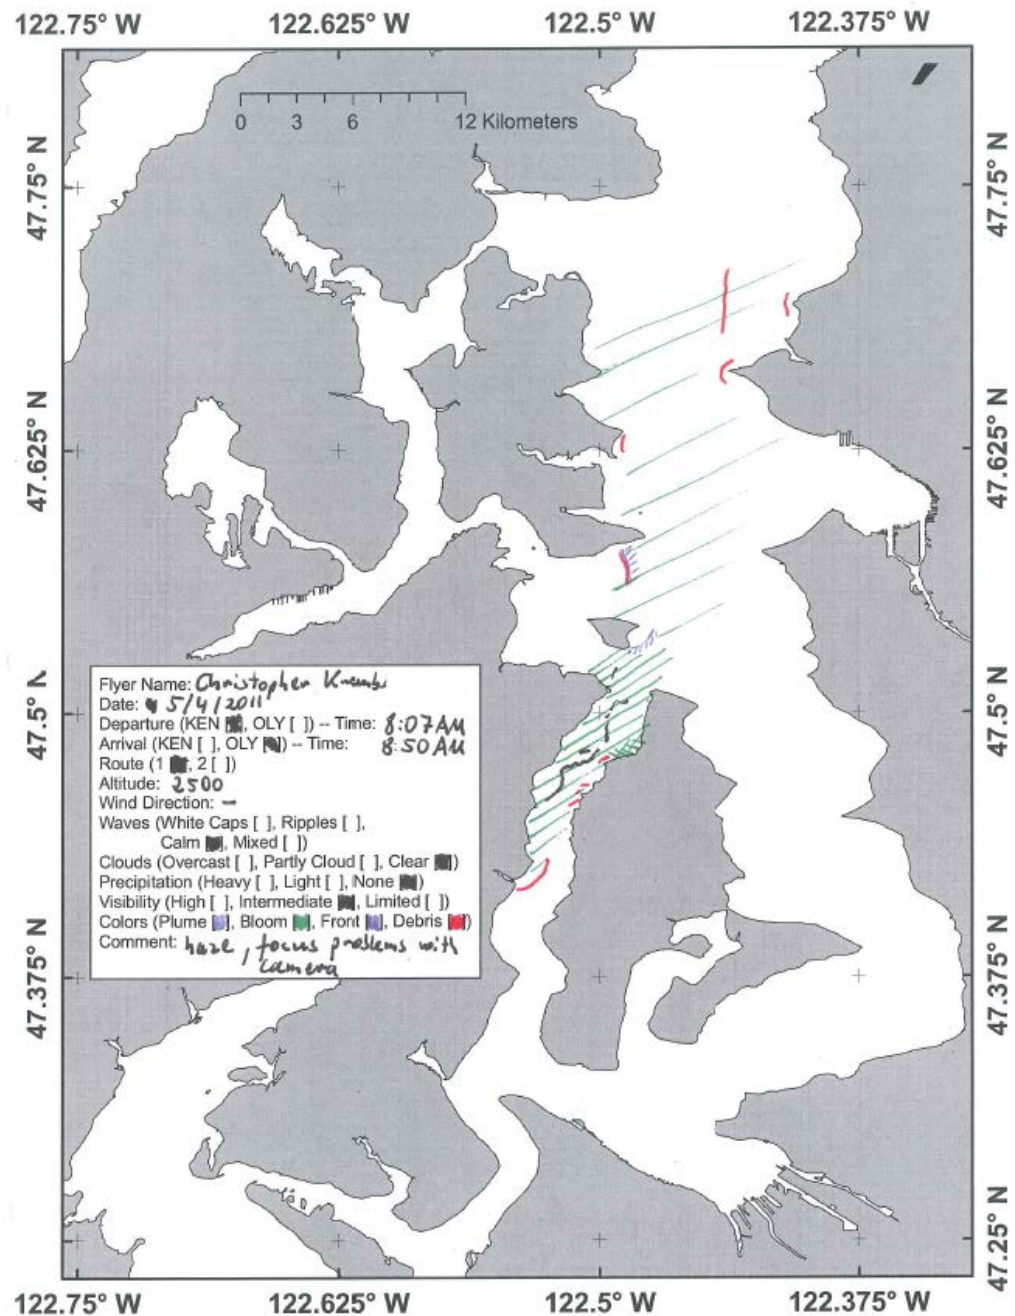 122.75° W 122.625° W 122.5° W 122.375° W
0 3 6 12 Kilometers
47.75° N 47.75° N
47.625° N 47.625° N
47.5° N 47.5° N
47.375° N 47.375° N
47.25° N
Flyer Name: Christopher
Date: 5/4/2011
Departure (KEN [ ], OLY [ ]) -- Time: 8:07AM
Arrival (KEN [ ], OLY [ ]) -- Time: 8:50AM
Route (1 [ ], 2 [ ])
Altitude: 2500
Wind Direction: –
Waves (White Caps [ ], Ripples [ ],
Calm [ ], Mixed [ ])
Clouds (Overcast [ ], Partly Cloud [ ], Clear [ ])
Precipitation (Heavy [ ], Light [ ], None [ ])
Visibility (High [ ], Intermediate [ ], Limited [ ])
Colors (Plume [ ], Bloom [ ], Front [ ], Debris [ ])
Comment: haze, focus problems with
camera
122.75° W 122.625° W 122.5° W 122.375° W